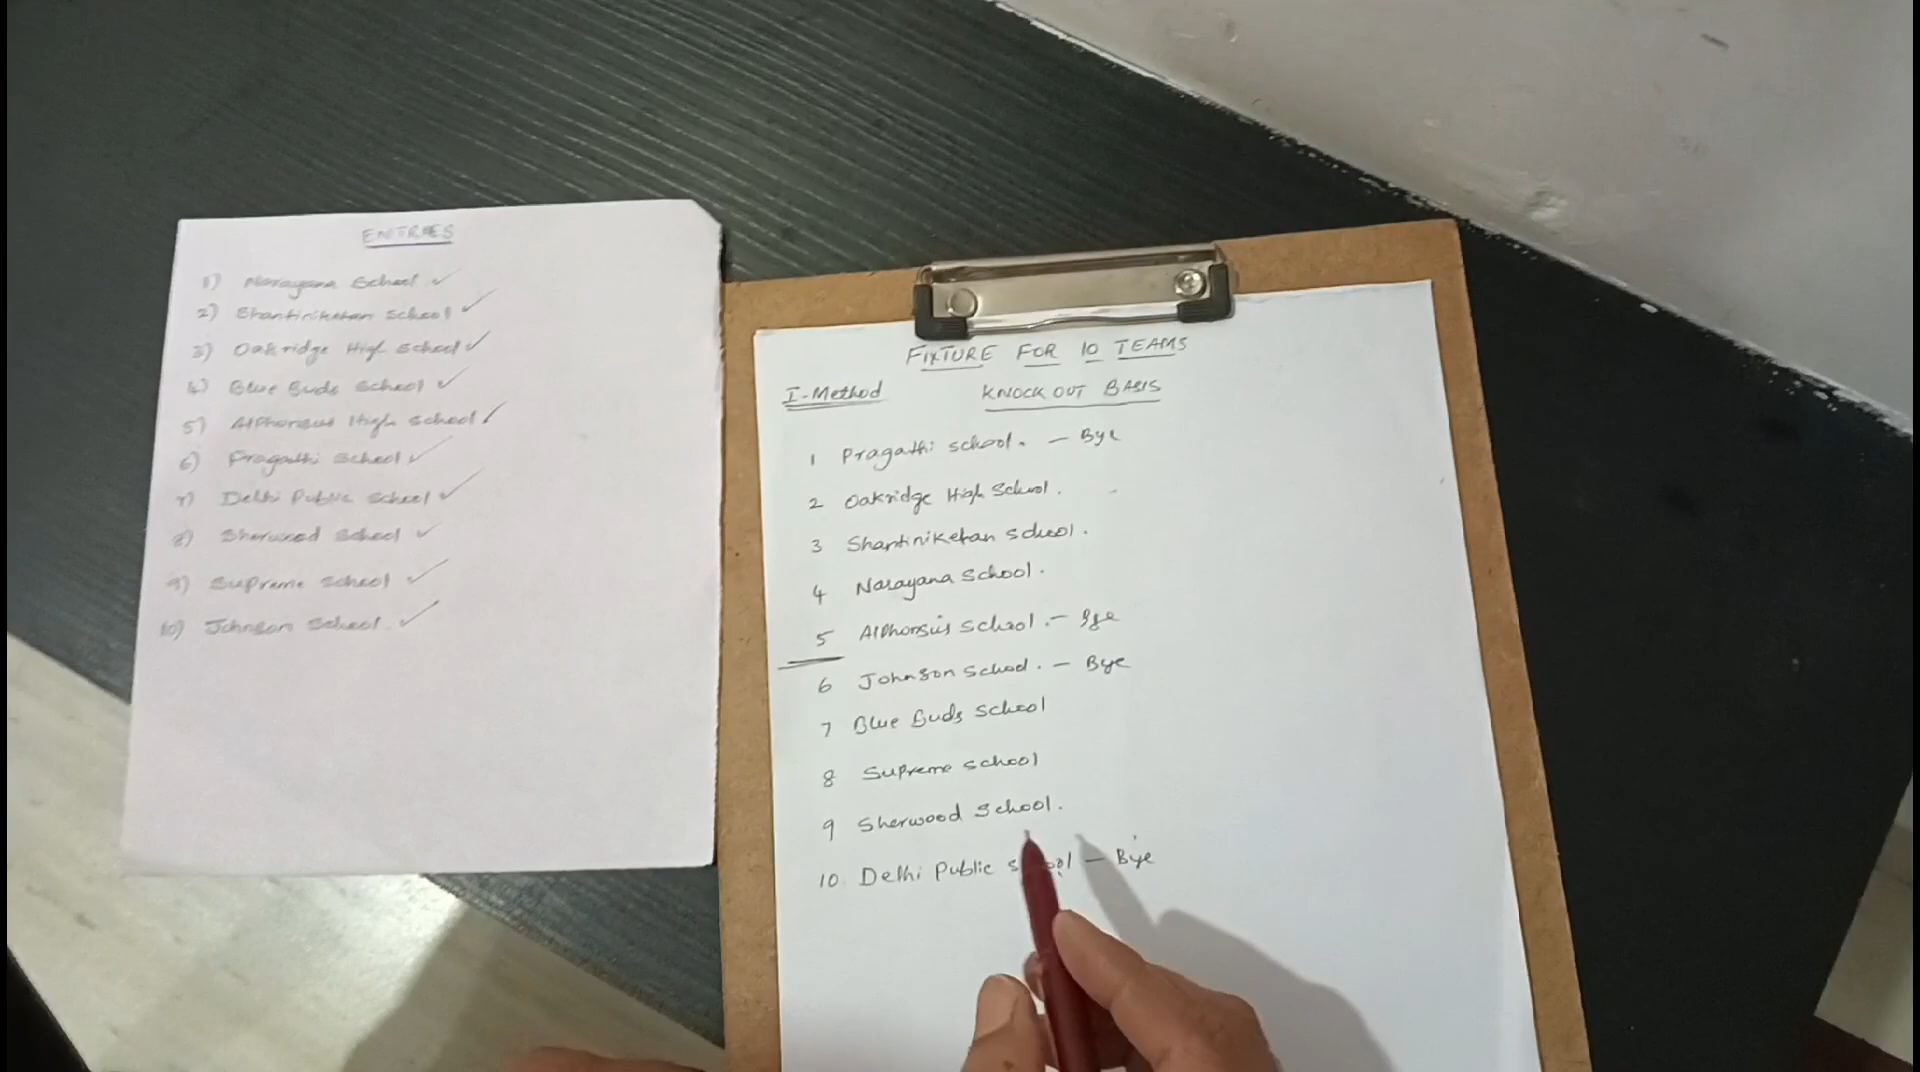 ENTRIES
1) Narayana School ✓
2) Shantiniketan School ✓
3) Oakridge High School ✓
4) Blue Buds School ✓
5) Alphonsus High School ✓
6) Pragathi School ✓
7) Delhi Public School ✓
8) Sherwood School ✓
9) Supreme School ✓
10) Johnson School. ✓
FIXTURE FOR 10 TEAMS
I-Method KNOCK OUT BASIS
1 Pragathi school. - Bye
2 Oakridge High School.
3 Shantiniketan School.
4 Narayana School.
5 Alphonsus School. - Bye
6 Johnson School. - Bye
7 Blue Buds School
8 Supreme School
9 Sherwood School.
10. Delhi Public School - Bye